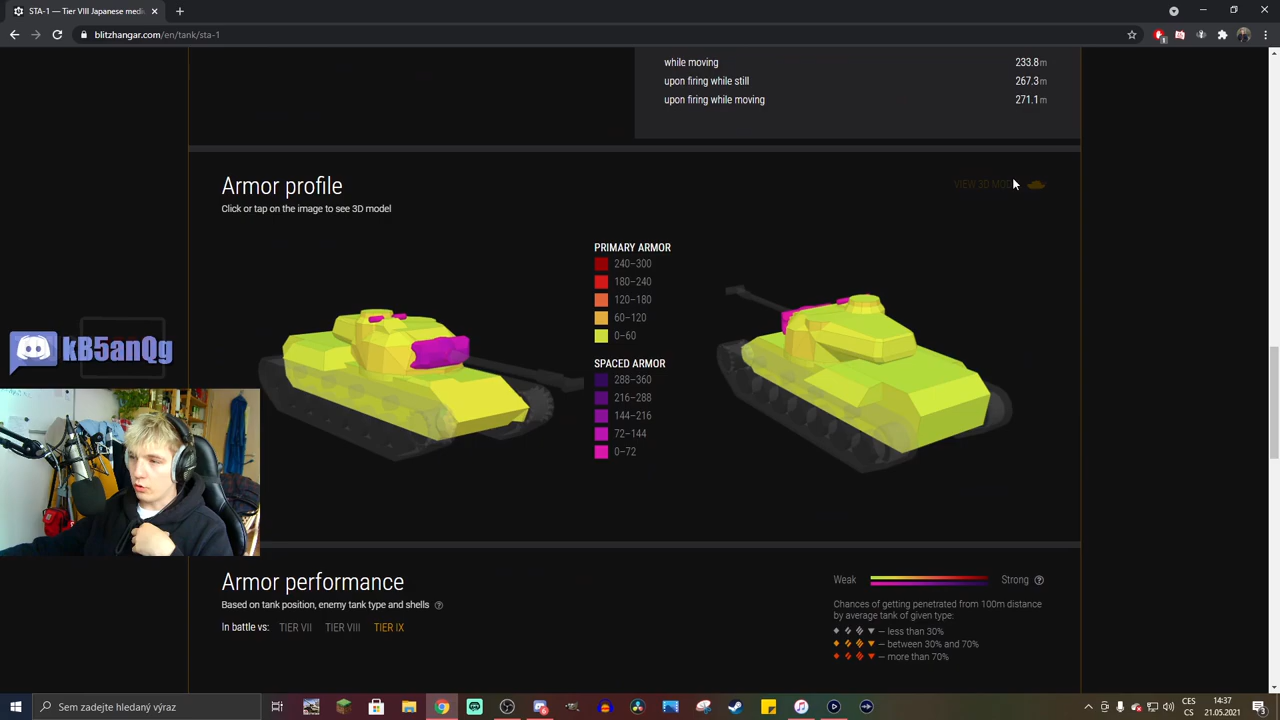 STA-1 — Tier VIII Japanese medi
blitzhangar.com/en/tank/sta-1
1
while moving 233.8 m
upon firing while still 267.3 m
upon firing while moving 271.1 m
Armor profile
VIEW 3D MOD
Click or tap on the image to see 3D model
PRIMARY ARMOR
240–300
180–240
120–180
60–120
0–60
SPACED ARMOR
288–360
216–288
144–216
72–144
0–72
kB5anQg
Armor performance
Weak Strong ?
Based on tank position, enemy tank type and shells ?
Chances of getting penetrated from 100m distance
by average tank of given type:
In battle vs: TIER VII TIER VIII TIER IX
— less than 30%
— between 30% and 70%
— more than 70%
Sem zadejte hledaný výraz
CES 14:37
CS 21.05.2021
3